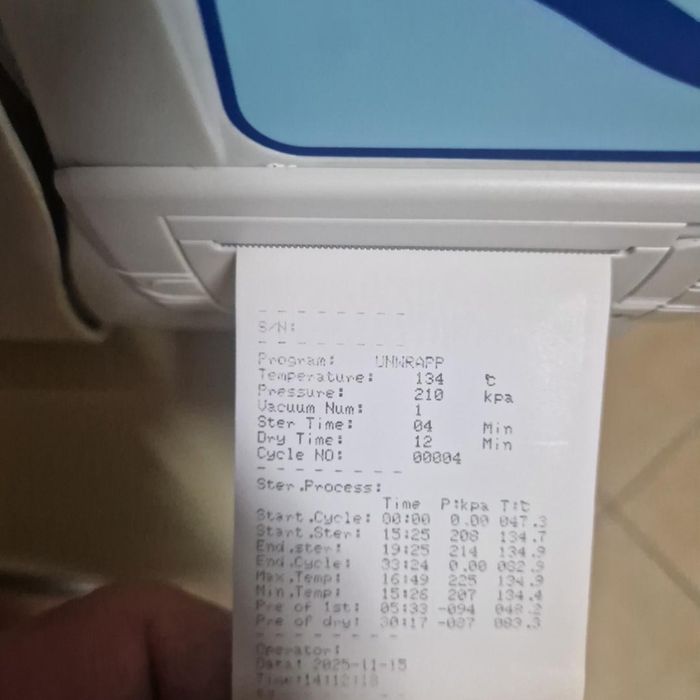 - - - - - - - - -
S/N:
- - - - - - - - -
Program: UNWRAPP
Temperature: 134 ℃
Pressure: 210 kpa
Vacuum Num: 1
Ster Time: 04 Min
Dry Time: 12 Min
Cycle NO: 00004
- - - - - - - - -
Ster.Process:
Time P:kpa T:℃
Start.Cycle: 00:00 0.00 047.3
Start.Ster: 15:25 208 134.7
End.ster: 19:25 214 134.9
End.Cycle: 33:24 0.00 082.9
Max.Temp: 16:49 225 134.9
Min.Temp: 15:26 207 134.4
Pre of 1st: 05:33 -094 048.2
Pre of dry: 30:17 -087 083.3
- - - - - - - - -
Operator:
Data: 2025-11-15
Time:14:12:18